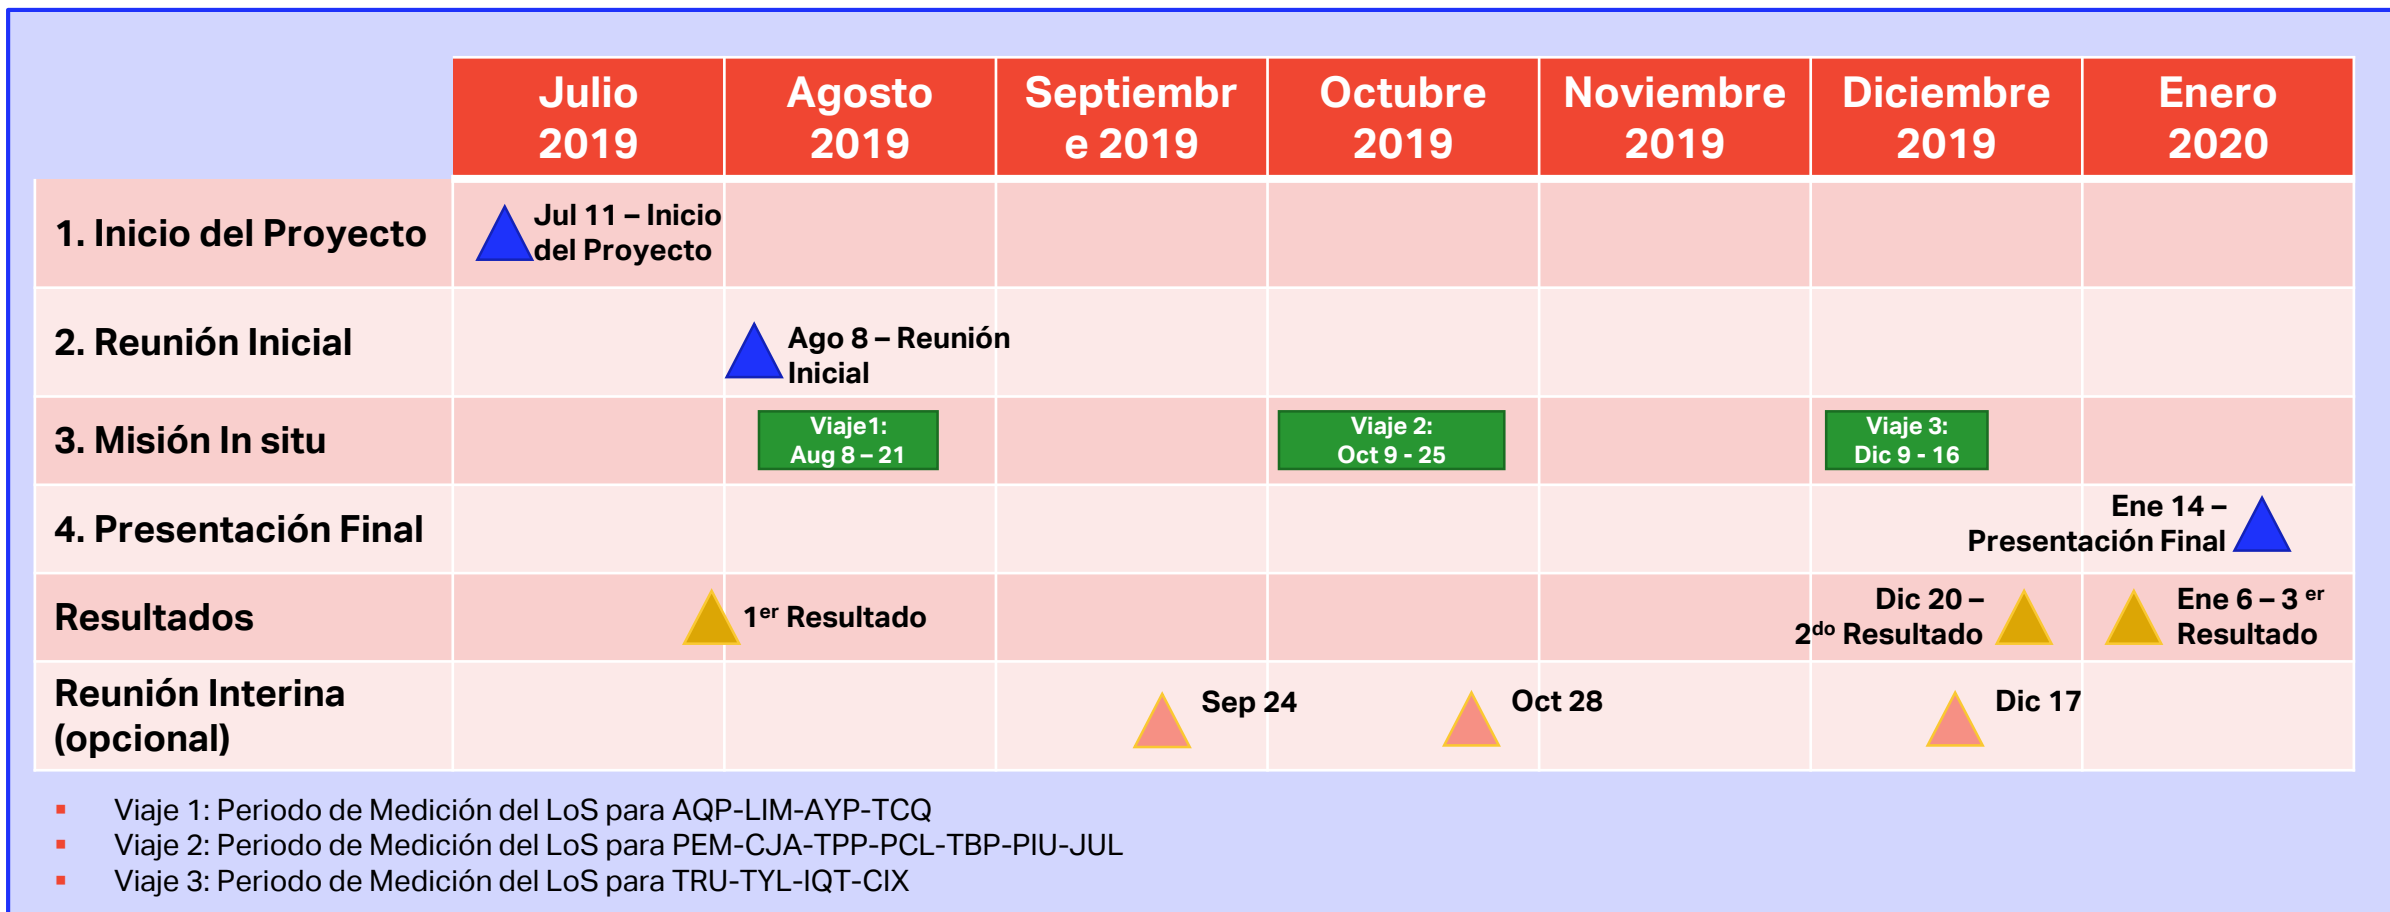 Julio
2019
Agosto
2019
Septiembr
e 2019
Octubre
2019
Noviembre
2019
Diciembre
2019
Enero
2020
1. Inicio del Proyecto
Jul 11 – Inicio
del Proyecto
2. Reunión Inicial
Ago 8 – Reunión
Inicial
3. Misión In situ
Viaje1:
Aug 8 – 21
Viaje 2:
Oct 9 - 25
Viaje 3:
Dic 9 - 16
4. Presentación Final
Ene 14 –
Presentación Final
Resultados
1er Resultado
Dic 20 –
2do Resultado
Ene 6 – 3 er
Resultado
Reunión Interina
(opcional)
Sep 24
Oct 28
Dic 17
▪ Viaje 1: Periodo de Medición del LoS para AQP-LIM-AYP-TCQ
▪ Viaje 2: Periodo de Medición del LoS para PEM-CJA-TPP-PCL-TBP-PIU-JUL
▪ Viaje 3: Periodo de Medición del LoS para TRU-TYL-IQT-CIX